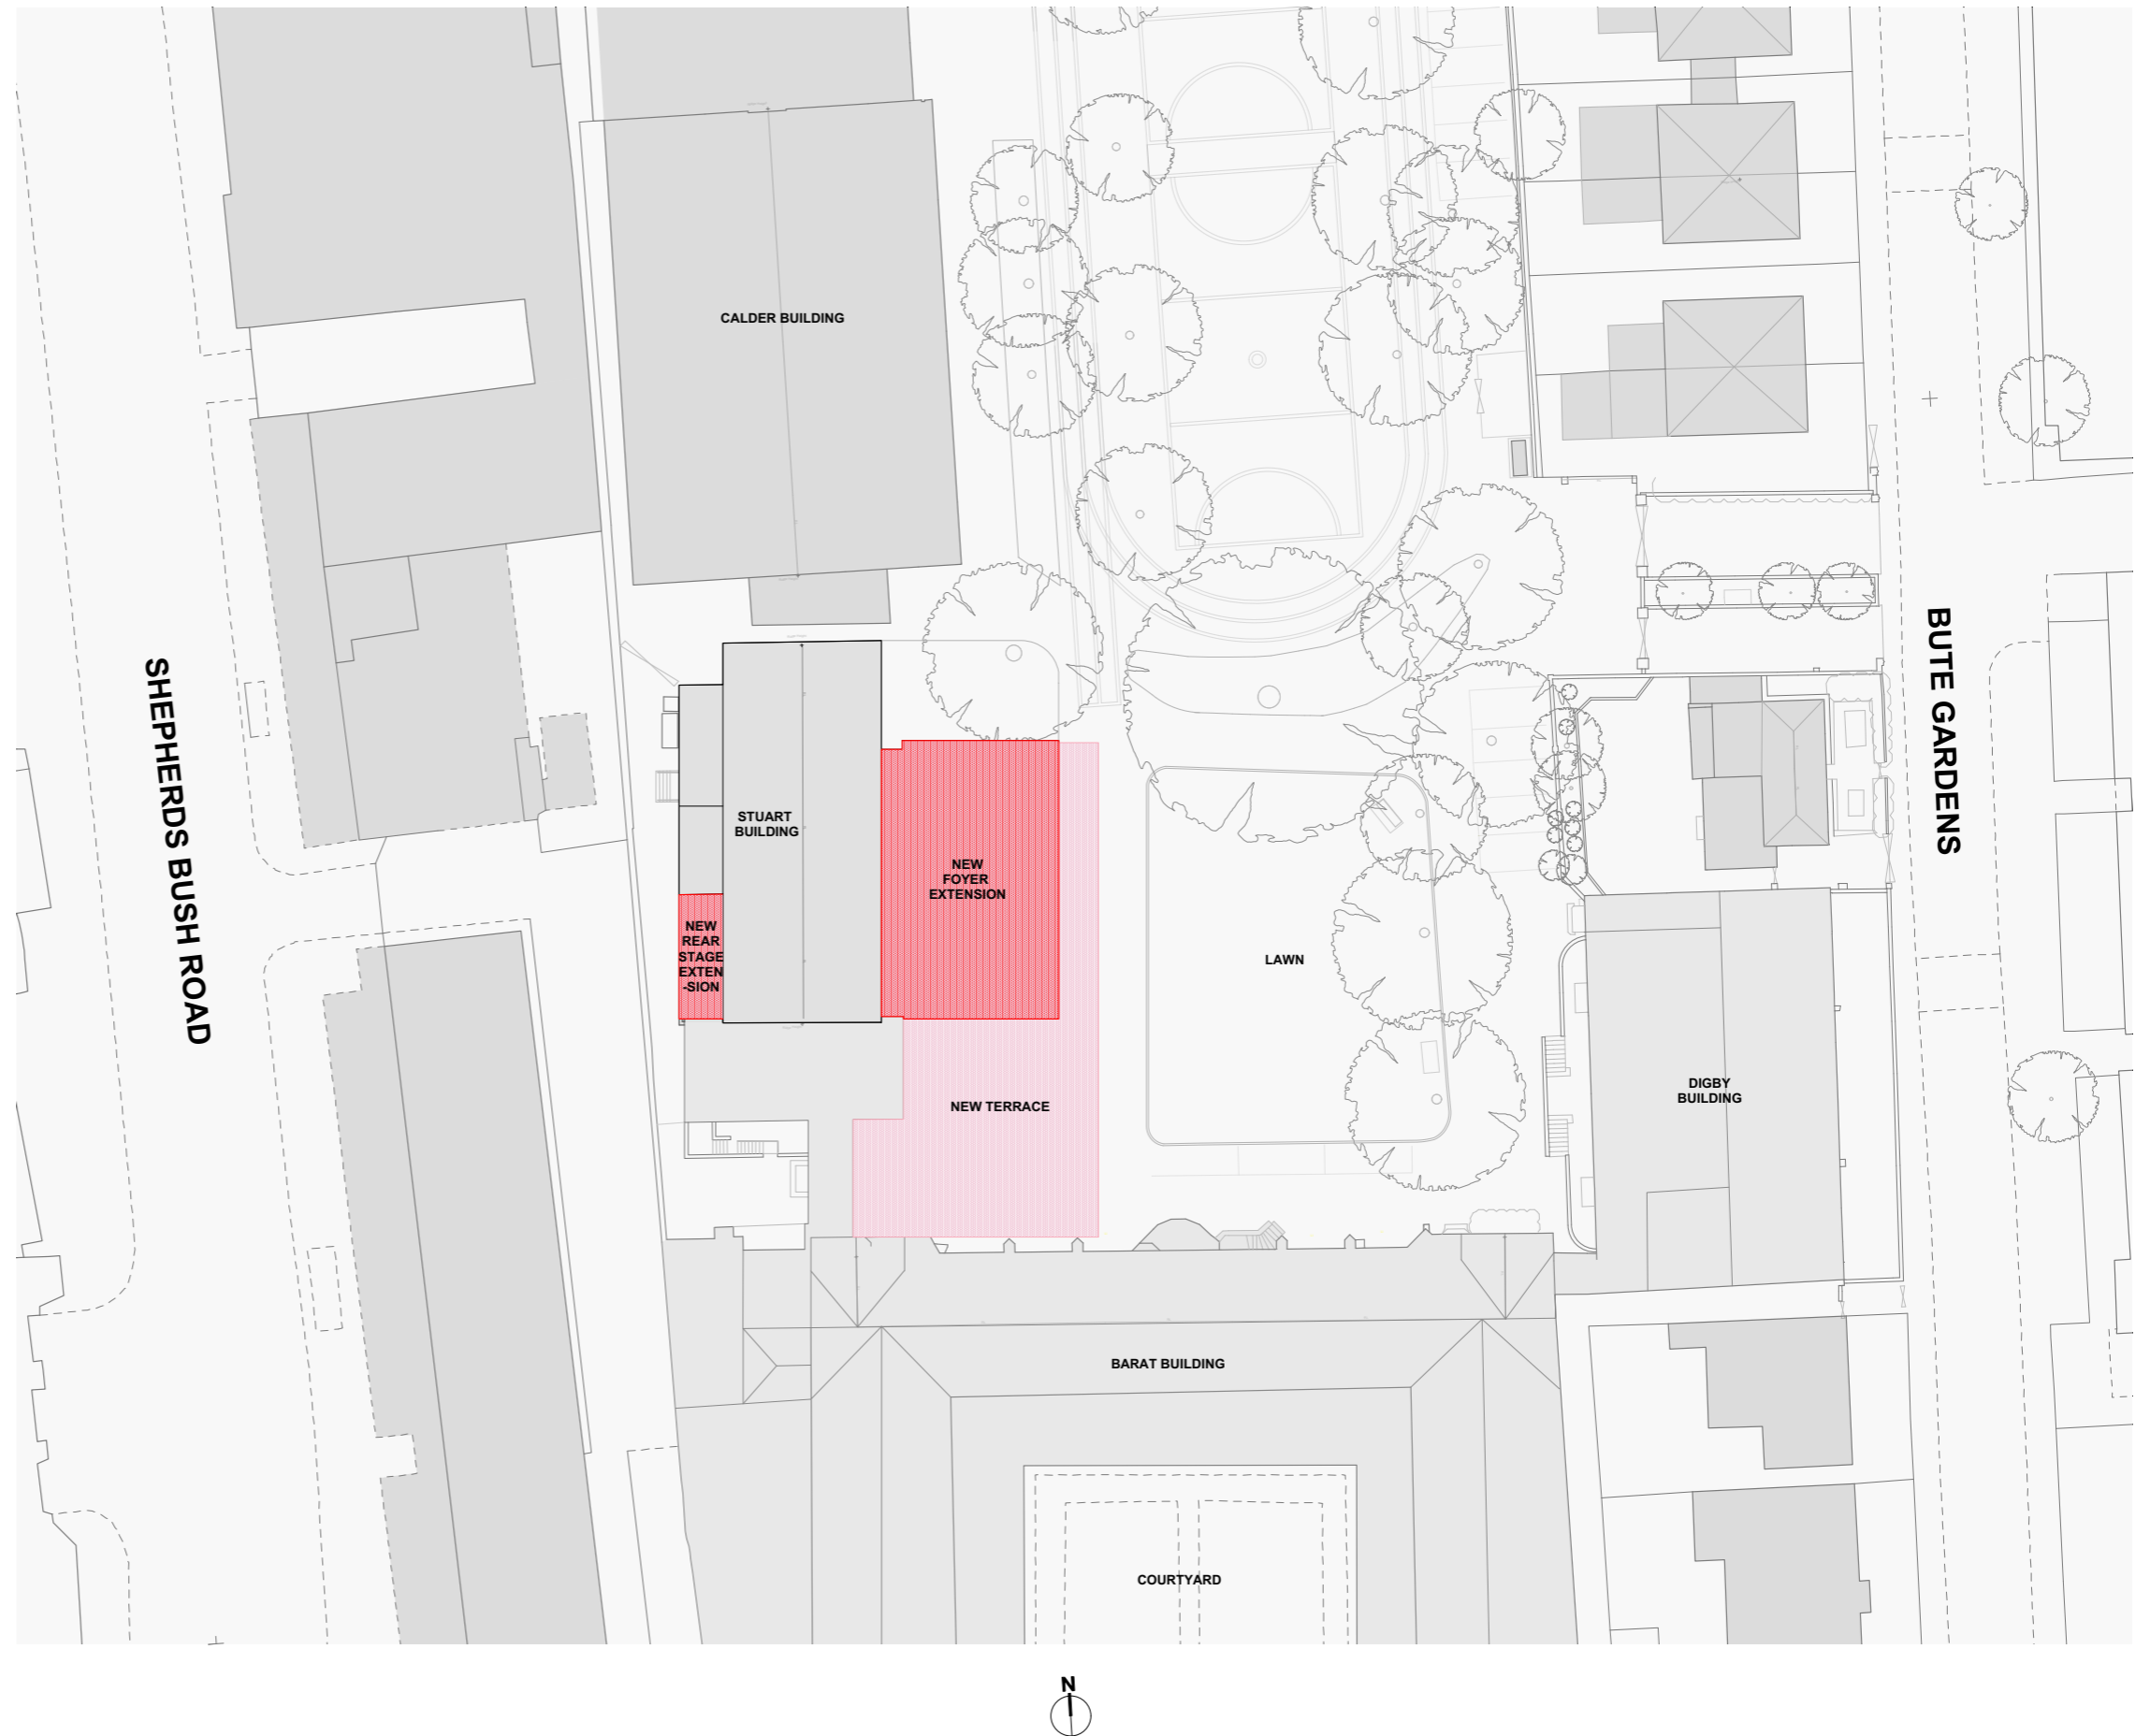 CALDER BUILDING
SHEPHERDS BUSH ROAD
BUTE GARDENS
STUART
BUILDING
NEW
FOYER
EXTENSION
NEW
REAR
STAGE
EXTEN
-SION
LAWN
NEW TERRACE
DIGBY
BUILDING
BARAT BUILDING
COURTYARD
N